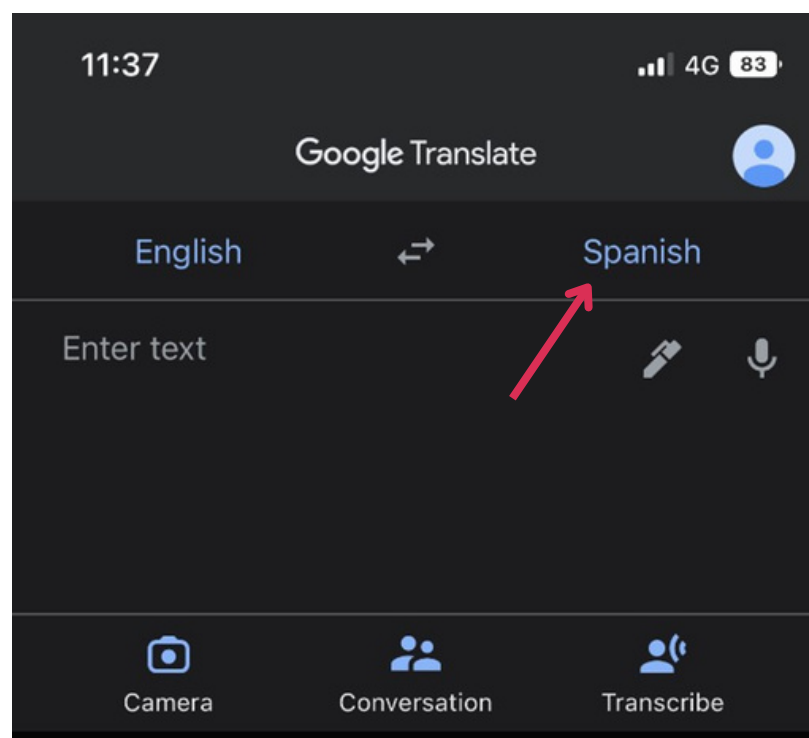 11:37 4G 83
Google Translate
English Spanish
Enter text
Camera Conversation Transcribe